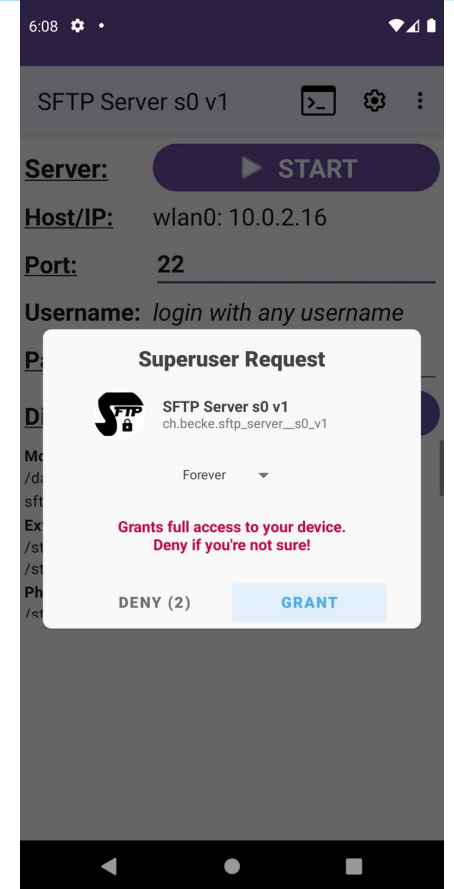 6:08
SFTP Server s0 v1
Server:
START
Host/IP:
wlan0: 10.0.2.16
Port:
22
Username:
login with any username
Superuser Request
SFTP
SFTP Server s0 v1
ch.becke.sftp_server__s0_v1
Forever
Grants full access to your device.
Deny if you're not sure!
DENY (2)
GRANT